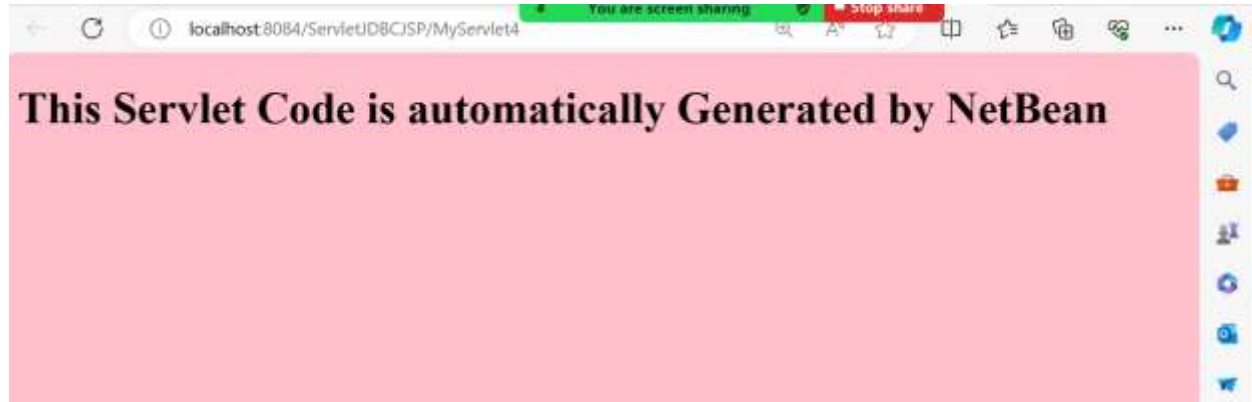 You are screen sharing
Stop share
localhost:8084/ServletJDBCJSP/MyServlet4
This Servlet Code is automatically Generated by NetBean